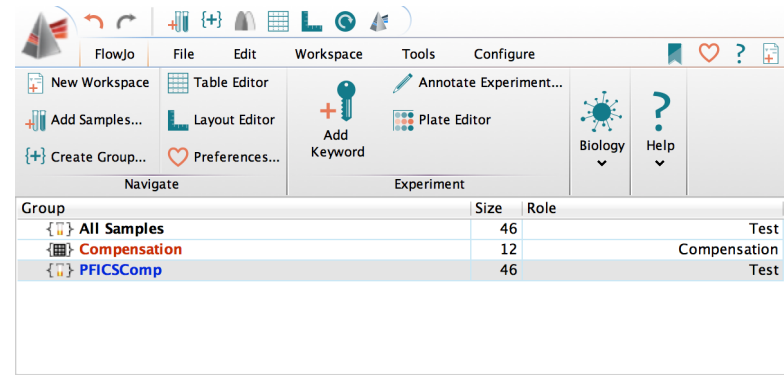 FlowJo File Edit Workspace Tools Configure
New Workspace Table Editor Annotate Experiment...
Add Samples... Layout Editor Plate Editor
Add Keyword
Biology Help
Create Group... Preferences...
Navigate Experiment
Group Size Role
All Samples 46 Test
Compensation 12 Compensation
PFICSComp 46 Test